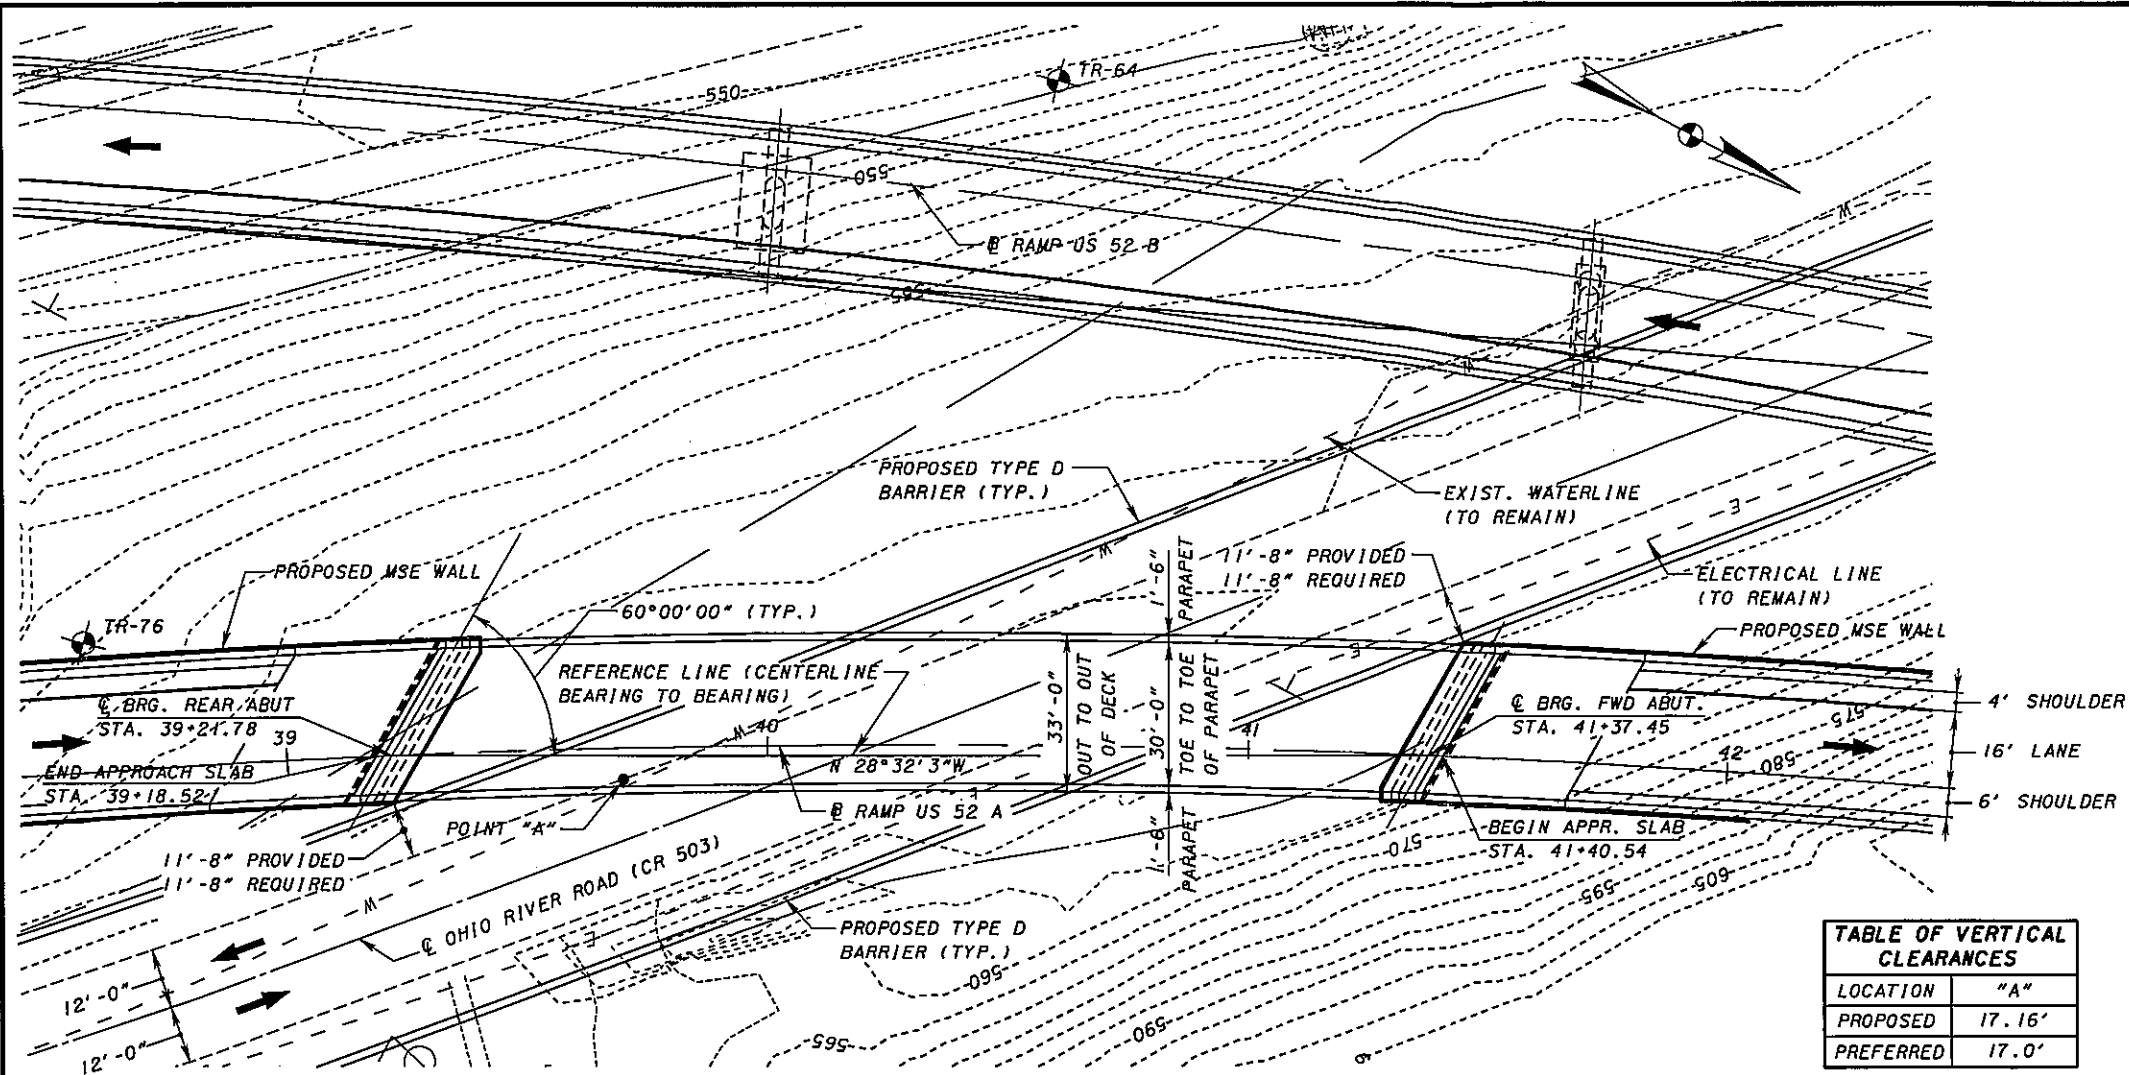 TR-64
550
550
℄ RAMP US 52 B
W
565
W
PROPOSED TYPE D
BARRIER (TYP.)
EXIST. WATERLINE
(TO REMAIN)
E
W
1'-6"
PARAPET
11'-8" PROVIDED
11'-8" REQUIRED
ELECTRICAL LINE
(TO REMAIN)
PROPOSED MSE WALL
TR-76
60°00'00" (TYP.)
PROPOSED MSE WALL
E
REFERENCE LINE (CENTERLINE
BEARING TO BEARING)
33'-0"
OUT TO OUT
OF DECK
30'-0"
TOE TO TOE
OF PARAPET
℄ BRG. REAR ABUT
STA. 39+21.78
39
40
W
41
℄ BRG. FWD ABUT.
STA. 41+37.45
575
42
580
4' SHOULDER
16' LANE
6' SHOULDER
N 28°32'3"W
END APPROACH SLAB
STA. 39+18.52
POINT "A"
℄ RAMP US 52 A
E
1'-6"
PARAPET
BEGIN APPR. SLAB
STA. 41+40.54
570
11'-8" PROVIDED
11'-8" REQUIRED
W
℄ OHIO RIVER ROAD (CR 503)
595
605
PROPOSED TYPE D
BARRIER (TYP.)
E
560
12'-0"
12'-0"
565
590
TABLE OF VERTICAL
CLEARANCES
LOCATION "A"
PROPOSED 17.16'
PREFERRED 17.0'